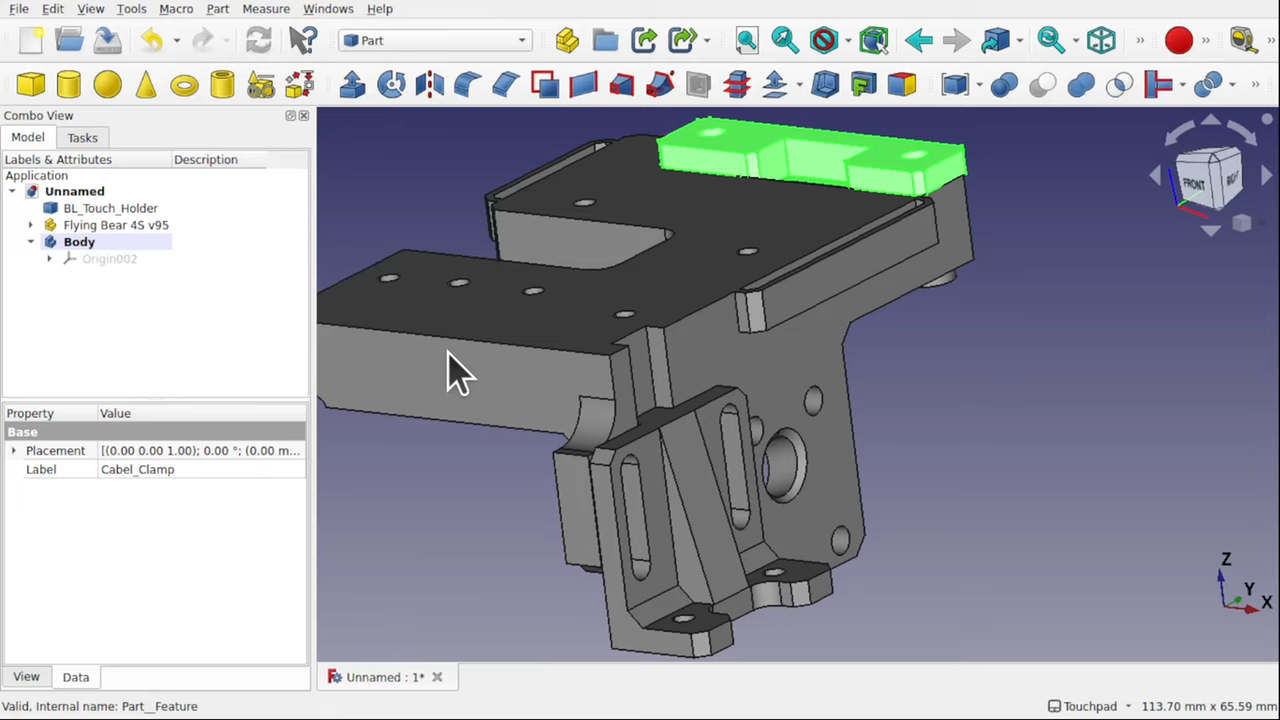 File Edit View Tools Macro Part Measure Windows Help
Part
Combo View
Model Tasks
Labels & Attributes Description
Application
Unnamed
BL_Touch_Holder
Flying Bear 4S v95
Body
Origin002
Property Value
Base
Placement [(0.00 0.00 1.00); 0.00 °; (0.00 m...
Label Cabel_Clamp
View Data
FRONT RIGHT
Z
Y
X
Unnamed : 1*
Valid, Internal name: Part__Feature
Touchpad 113.70 mm x 65.59 mm